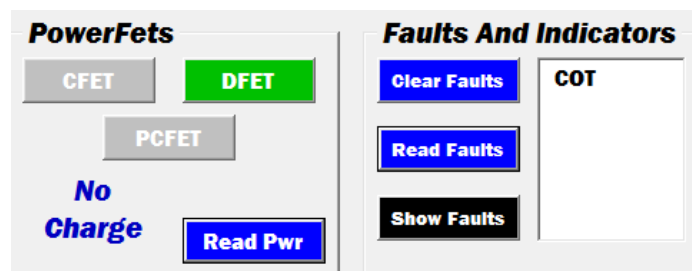 PowerFets
CFET
DFET
PCFET
No
Charge
Read Pwr
Faults And Indicators
Clear Faults
COT
Read Faults
Show Faults